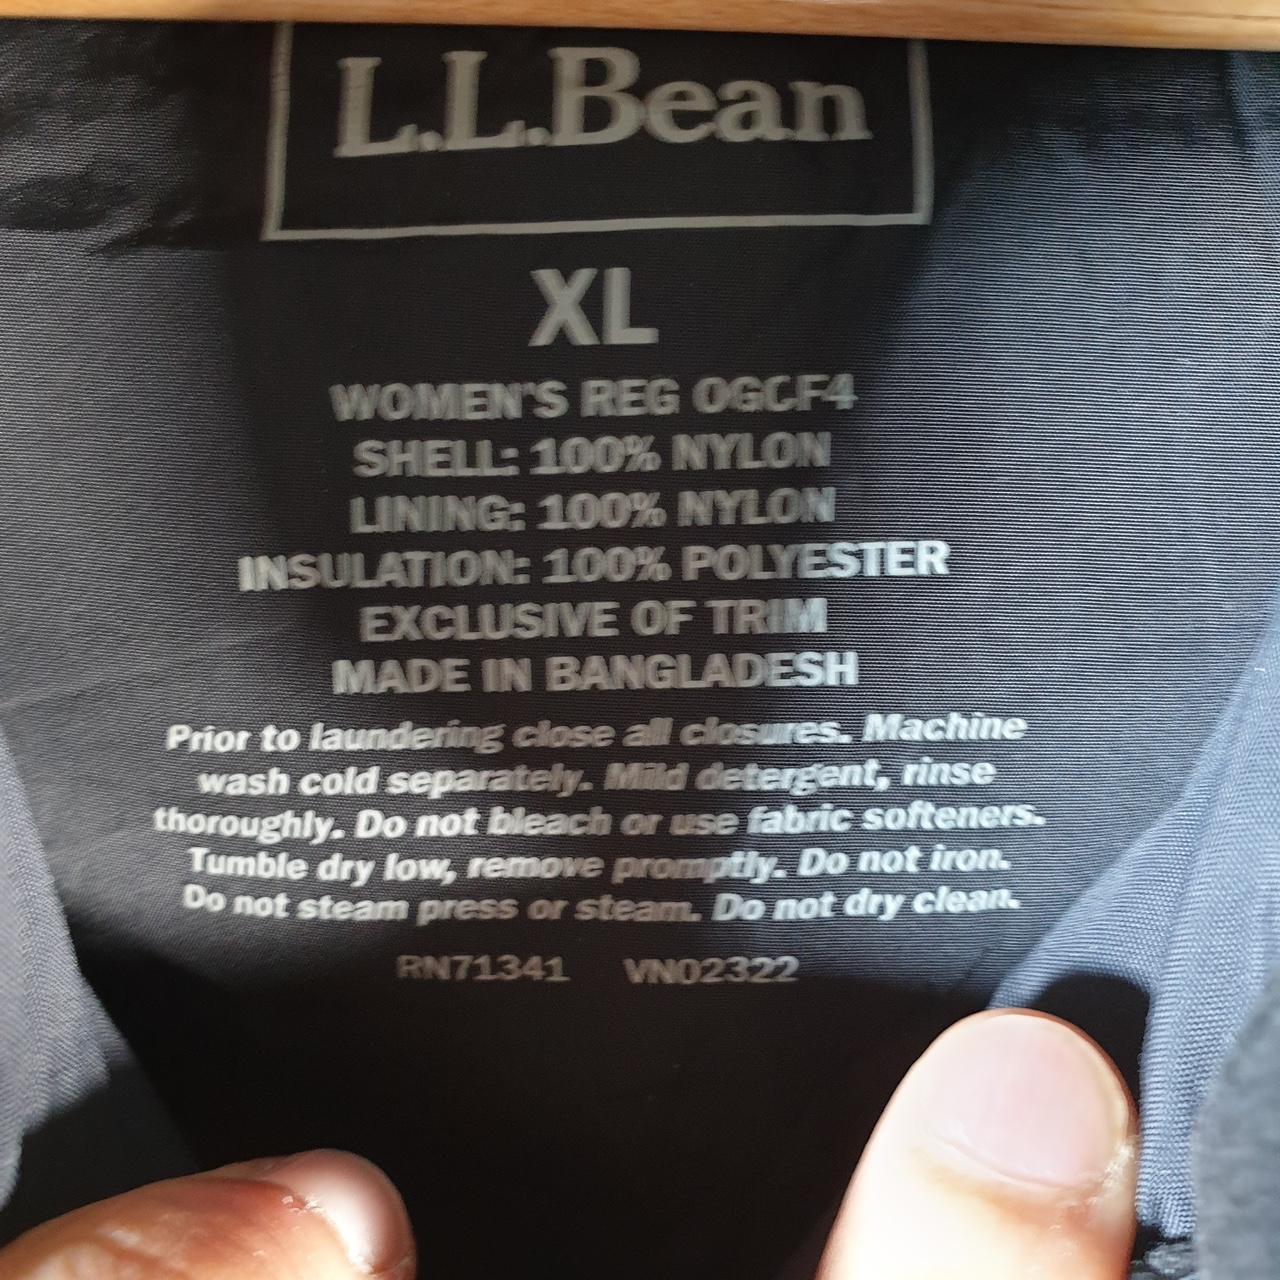 L.L.Bean
XL
WOMEN'S REG 0GCF4
SHELL: 100% NYLON
LINING: 100% NYLON
INSULATION: 100% POLYESTER
EXCLUSIVE OF TRIM
MADE IN BANGLADESH
Prior to laundering close all closures. Machine
wash cold separately. Mild detergent, rinse
thoroughly. Do not bleach or use fabric softeners.
Tumble dry low, remove promptly. Do not iron.
Do not steam press or steam. Do not dry clean.
RN71341 VN02322